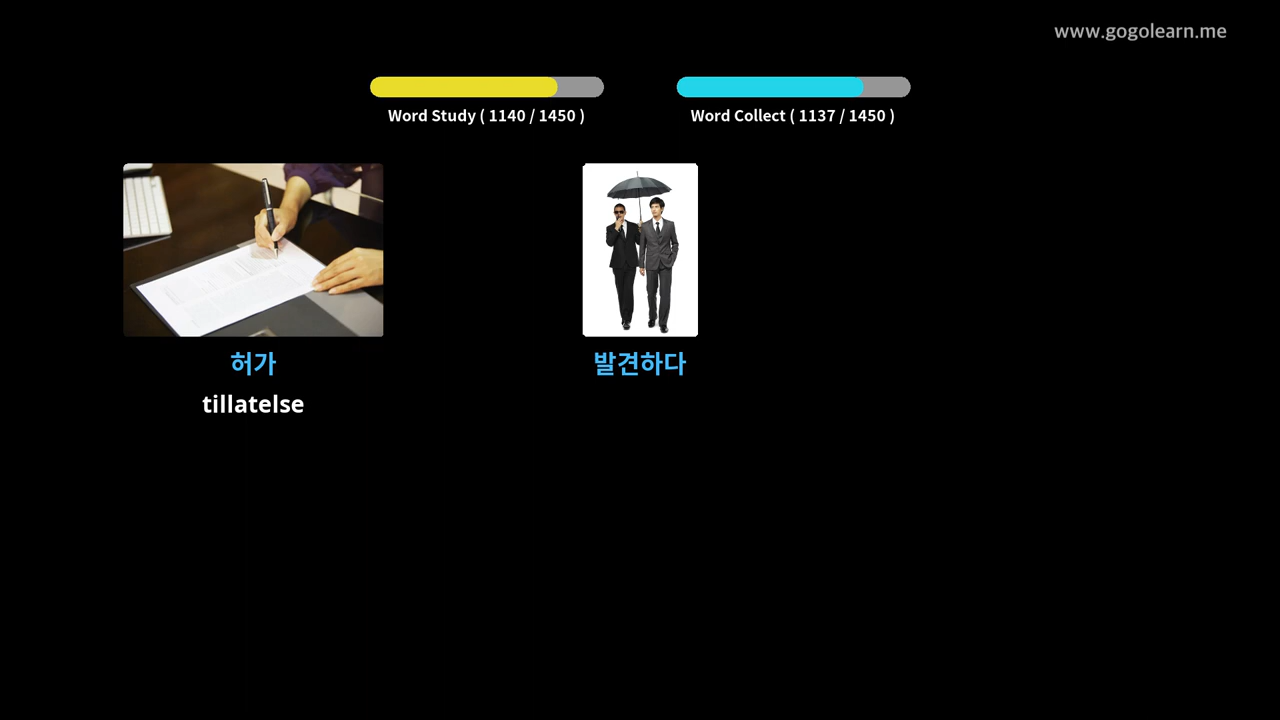 www.gogolearn.me
Word Study ( 1140 / 1450 )
Word Collect ( 1137 / 1450 )
허가
발견하다
tillatelse